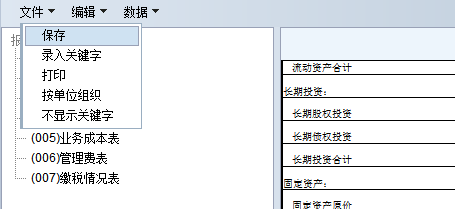 文件 编辑 数据
保存
录入关键字
打印
按单位组织
不显示关键字
(005)业务成本表
(006)管理费表
(007)缴税情况表
流动资产合计
长期投资：
长期股权投资
长期债权投资
长期投资合计
固定资产：
固定资产原价